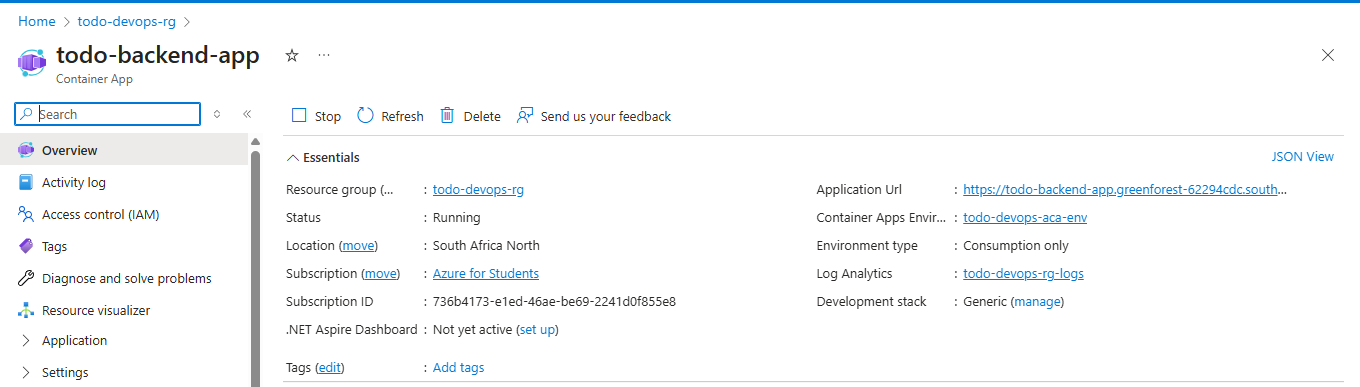 Home > todo-devops-rg >
todo-backend-app
Container App
Search
Stop Refresh Delete Send us your feedback
Overview
Activity log
Access control (IAM)
Tags
Diagnose and solve problems
Resource visualizer
Application
Settings
Essentials
JSON View
Resource group (... : todo-devops-rg
Status : Running
Location (move) : South Africa North
Subscription (move) : Azure for Students
Subscription ID : 736b4173-e1ed-46ae-be69-2241d0f855e8
.NET Aspire Dashboard : Not yet active (set up)
Tags (edit) : Add tags
Application Url : https://todo-backend-app.greenforest-62294cdc.south...
Container Apps Envir... : todo-devops-aca-env
Environment type : Consumption only
Log Analytics : todo-devops-rg-logs
Development stack : Generic (manage)